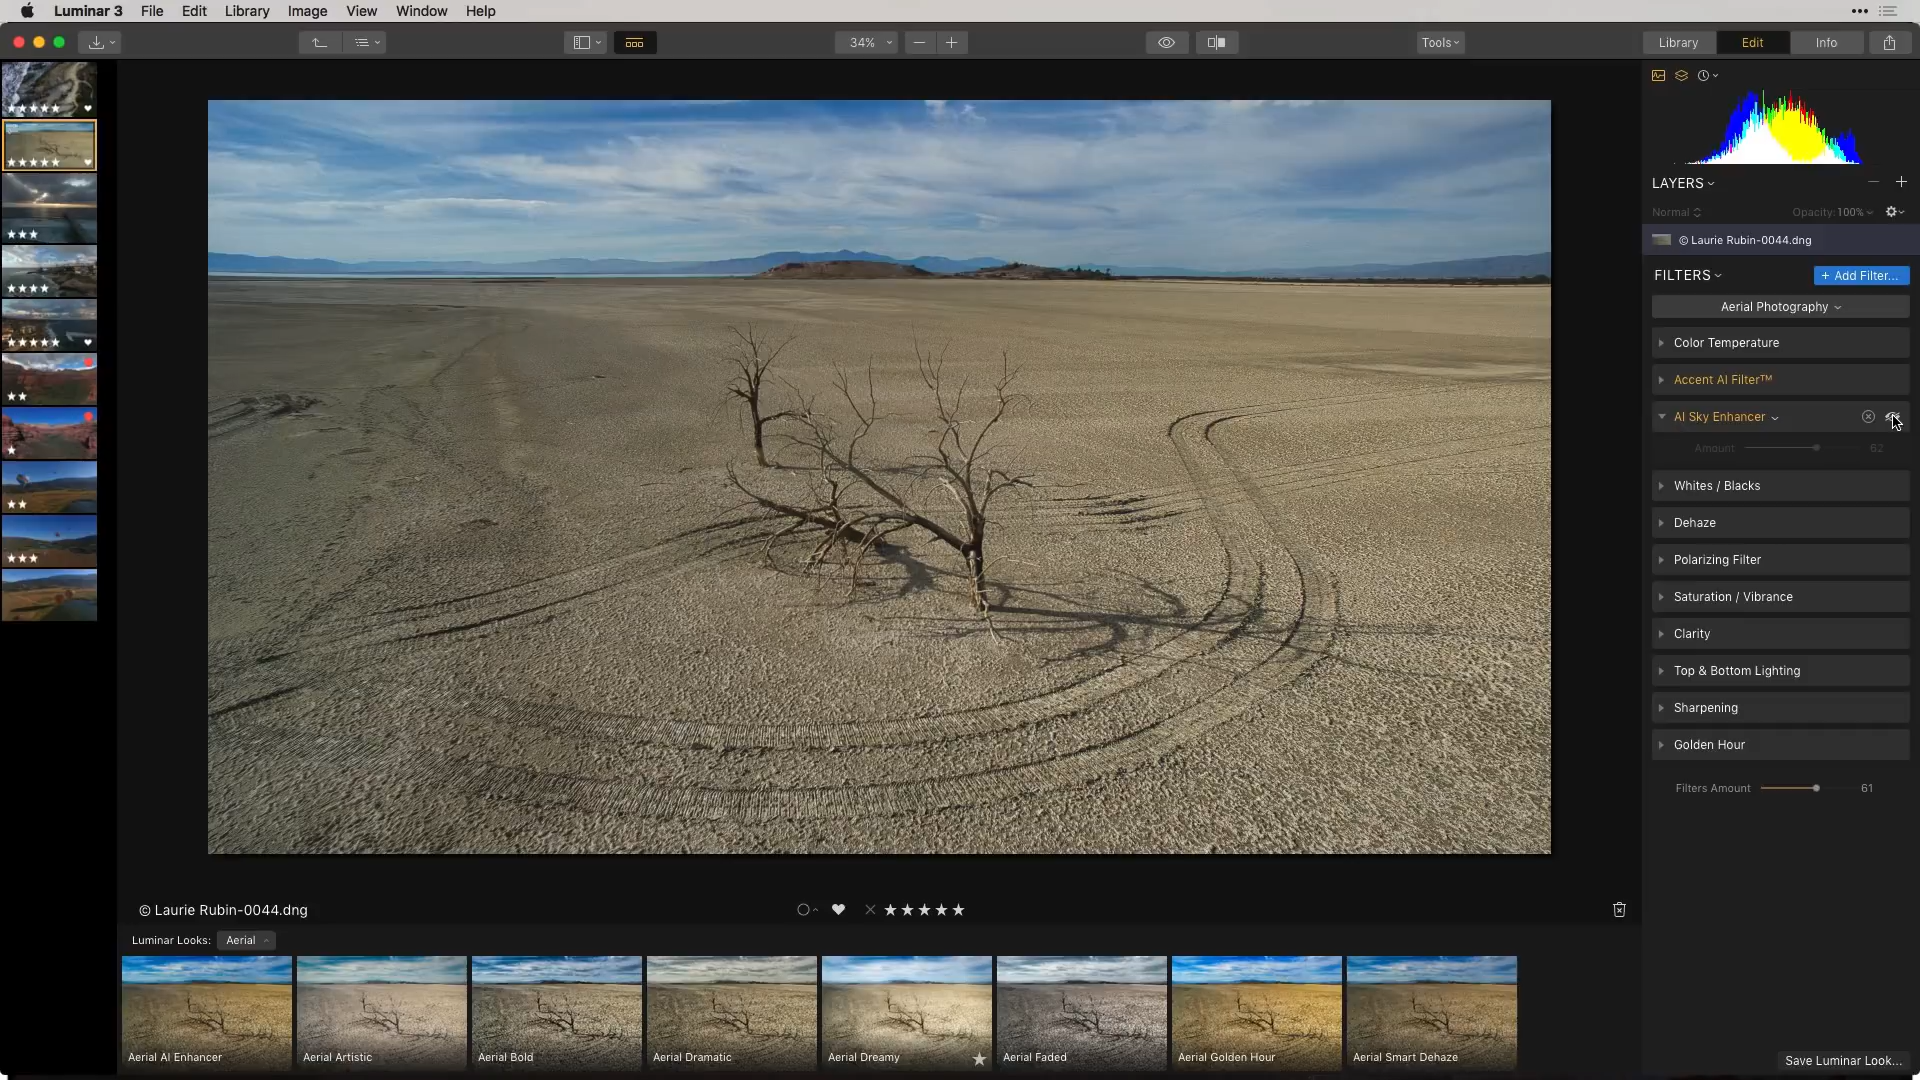 Luminar 3 File Edit Library Image View Window Help
34% Tools Library Edit Info
LAYERS
Normal Opacity: 100%
© Laurie Rubin-0044.dng
FILTERS + Add Filter...
Aerial Photography
Color Temperature
Accent AI Filter™
AI Sky Enhancer
Amount 62
Whites / Blacks
Dehaze
Polarizing Filter
Saturation / Vibrance
Clarity
Top & Bottom Lighting
Sharpening
Golden Hour
Filters Amount 61
© Laurie Rubin-0044.dng
Luminar Looks: Aerial
Aerial AI Enhancer Aerial Artistic Aerial Bold Aerial Dramatic Aerial Dreamy Aerial Faded Aerial Golden Hour Aerial Smart Dehaze
Save Luminar Look...